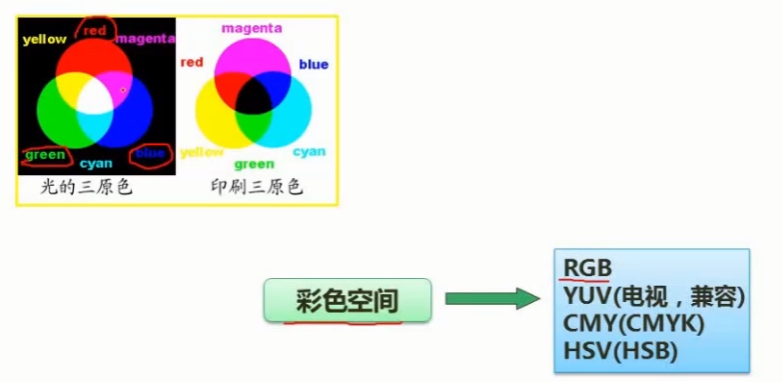 red
yellow
magenta
green
cyan
blue
光的三原色
magenta
red
blue
yellow
cyan
green
印刷三原色
彩色空间
RGB
YUV(电视，兼容)
CMY(CMYK)
HSV(HSB)